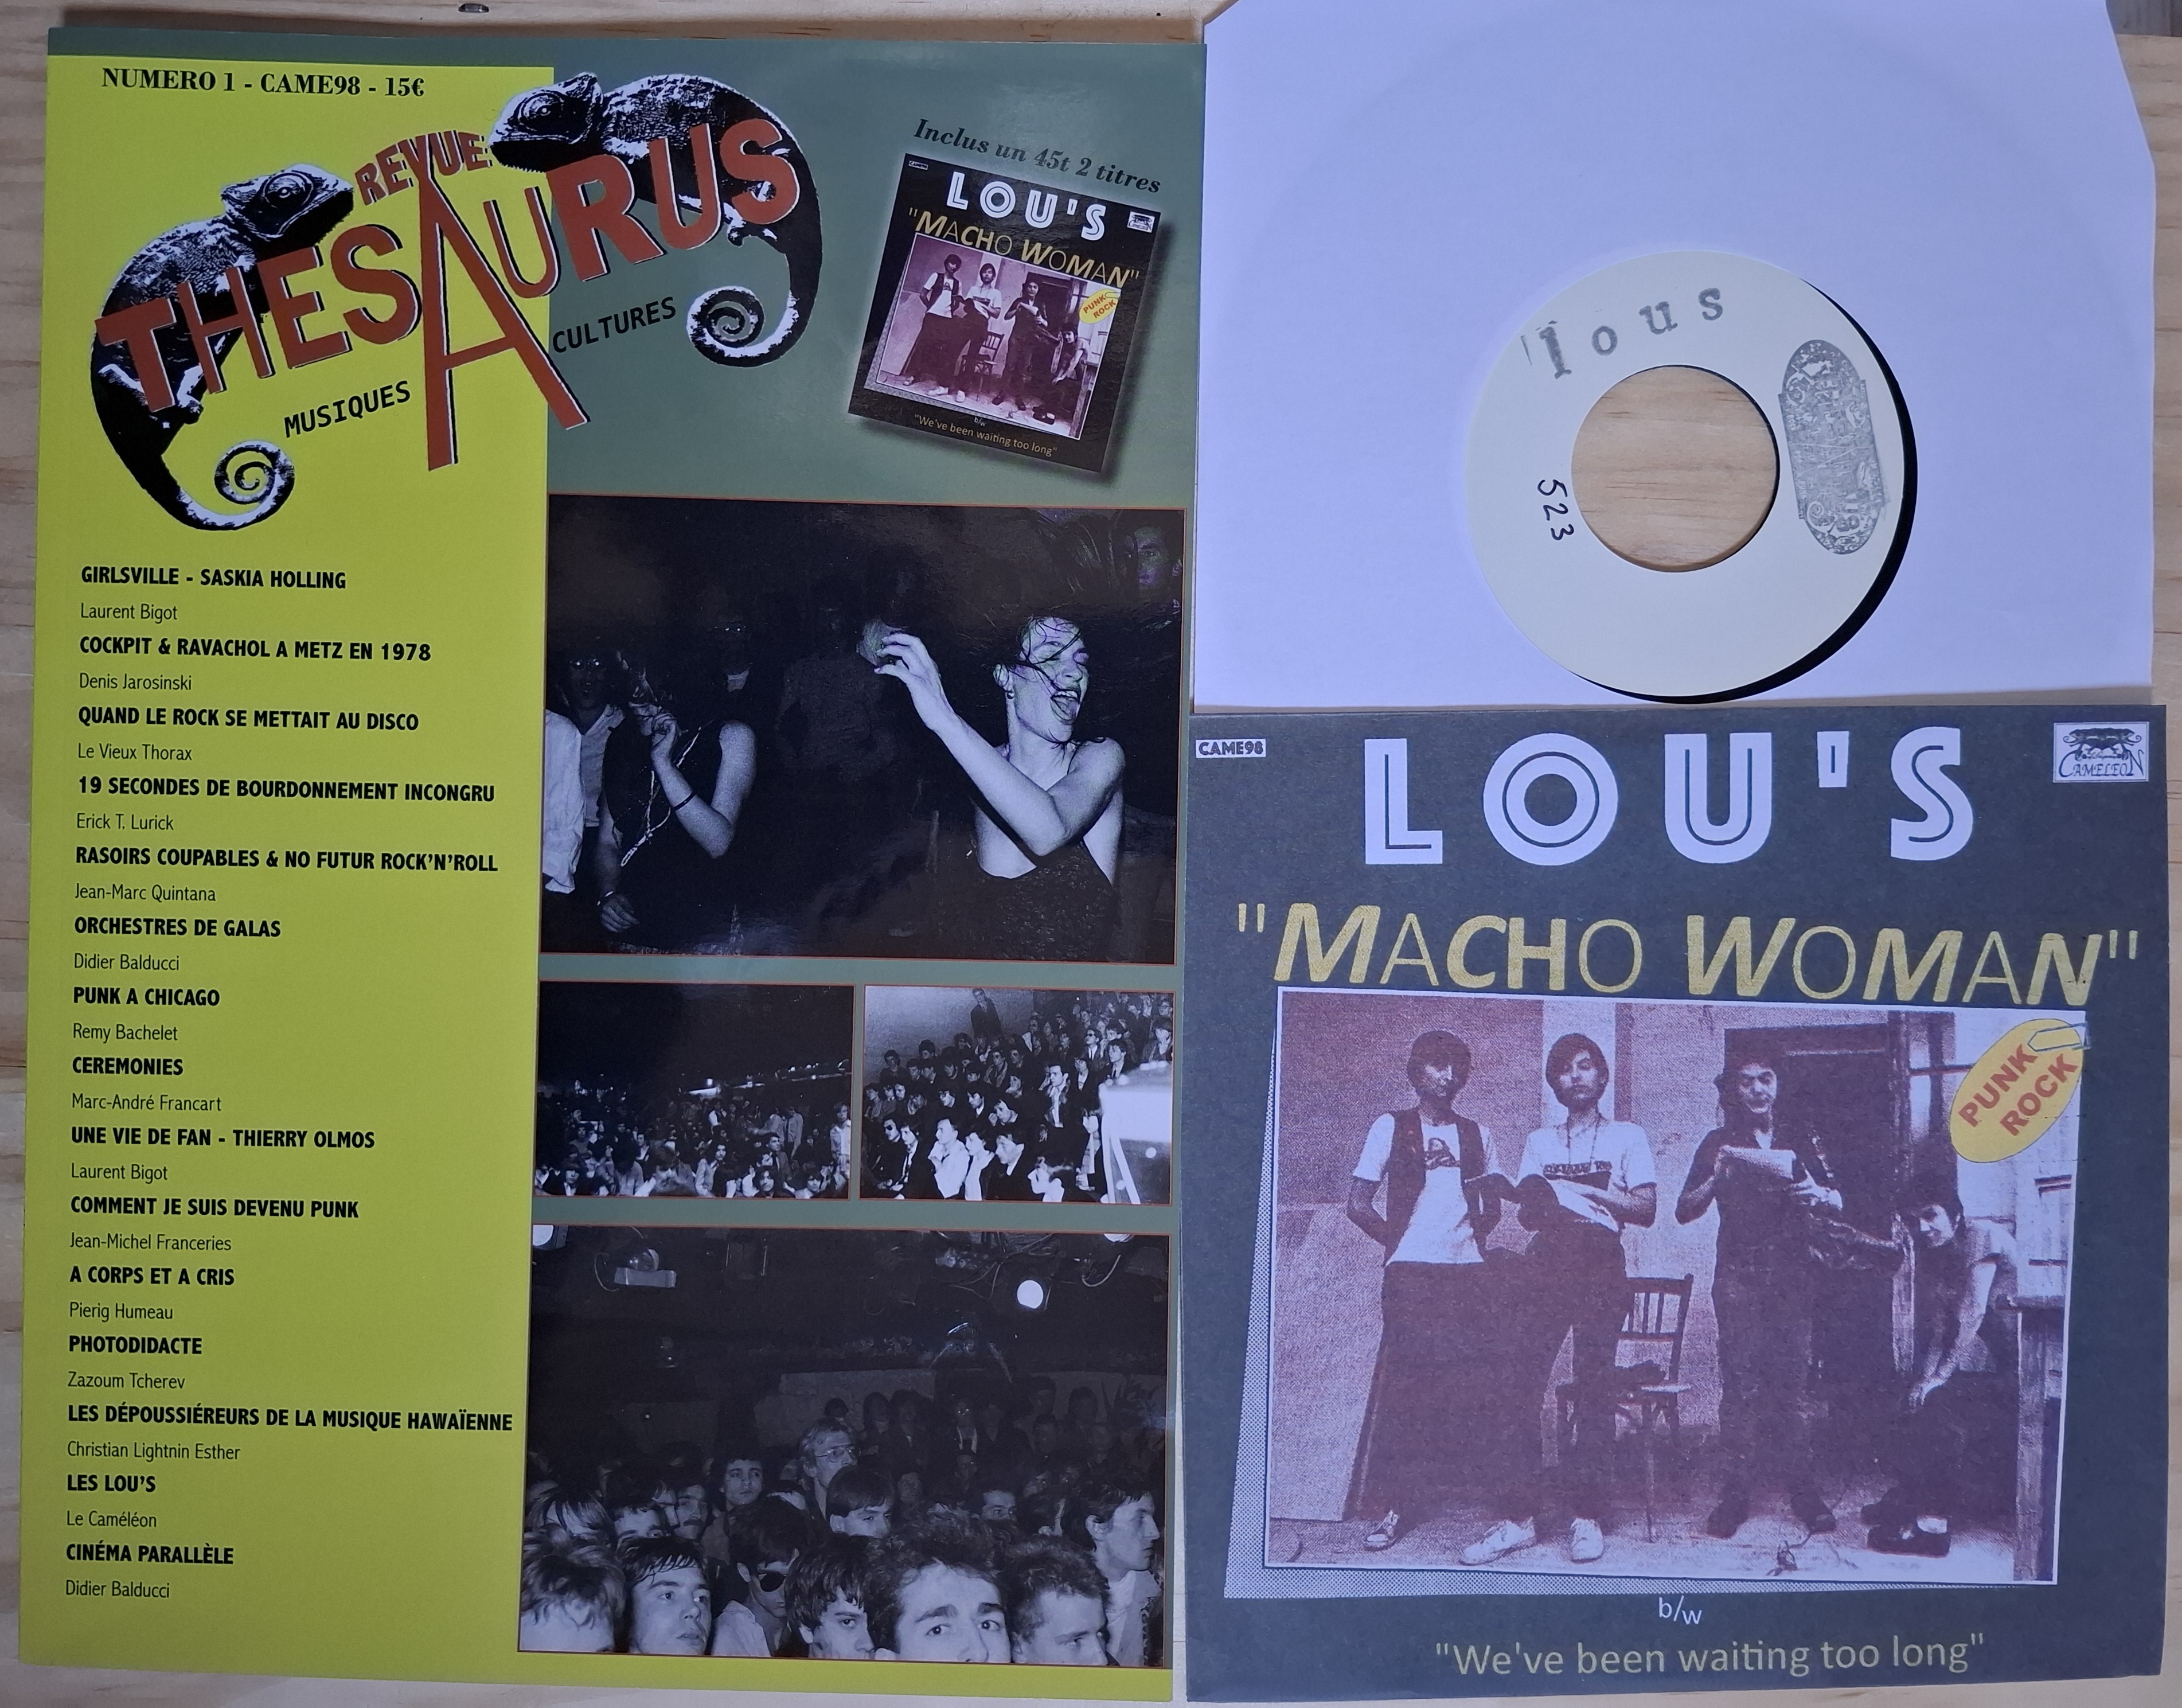 NUMERO 1 - CAME98 - 15€
REVUE
THESAURUS
MUSIQUES
CULTURES
Inclus un 45t 2 titres
LOU'S
CAMELEON
"MACHO WOMAN"
PUNK
ROCK
b/w
"We've been waiting too long"
GIRLSVILLE - SASKIA HOLLING
Laurent Bigot
COCKPIT & RAVACHOL A METZ EN 1978
Denis Jarosinski
QUAND LE ROCK SE METTAIT AU DISCO
Le Vieux Thorax
19 SECONDES DE BOURDONNEMENT INCONGRU
Erick T. Lurick
RASOIRS COUPABLES & NO FUTUR ROCK'N'ROLL
Jean-Marc Quintana
ORCHESTRES DE GALAS
Didier Balducci
PUNK A CHICAGO
Remy Bachelet
CEREMONIES
Marc-André Francart
UNE VIE DE FAN - THIERRY OLMOS
Laurent Bigot
COMMENT JE SUIS DEVENU PUNK
Jean-Michel Franceries
A CORPS ET A CRIS
Pierig Humeau
PHOTODIDACTE
Zazoum Tcherev
LES DÉPOUSSIÉREURS DE LA MUSIQUE HAWAÏENNE
Christian Lightnin Esther
LES LOU'S
Le Caméléon
CINÉMA PARALLÈLE
Didier Balducci
lous
523
CAME98
LOU'S
CAMELEON
"MACHO WOMAN"
PUNK
ROCK
b/w
"We've been waiting too long"